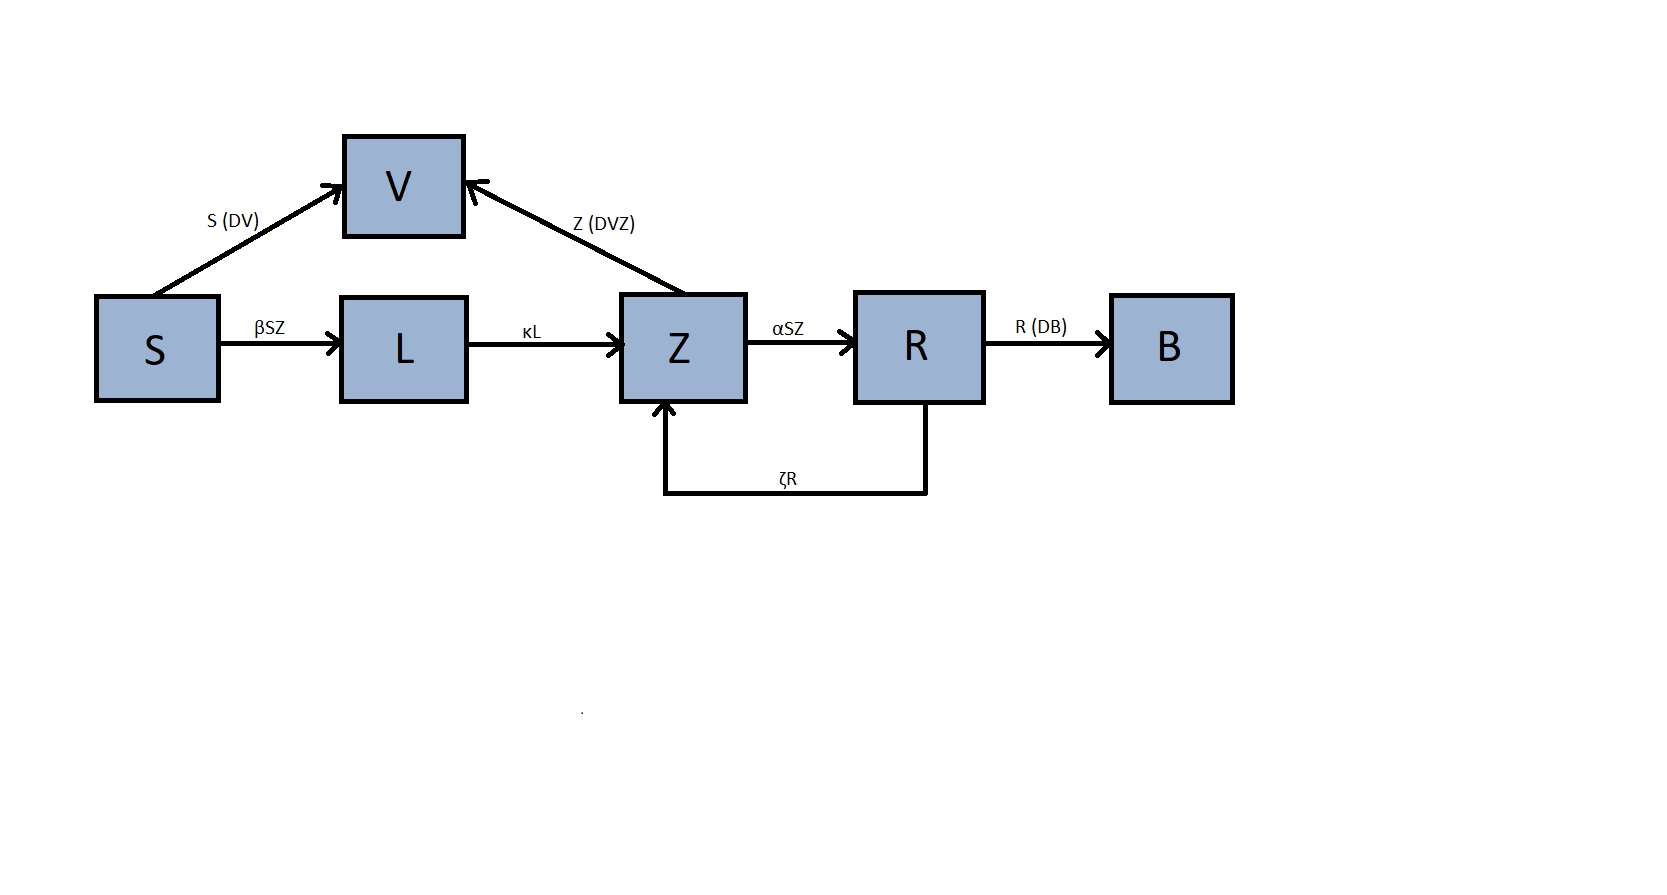 V
S (DV)
Z (DVZ)
S
βSZ
L
κL
Z
αSZ
R
R (DB)
B
ζR